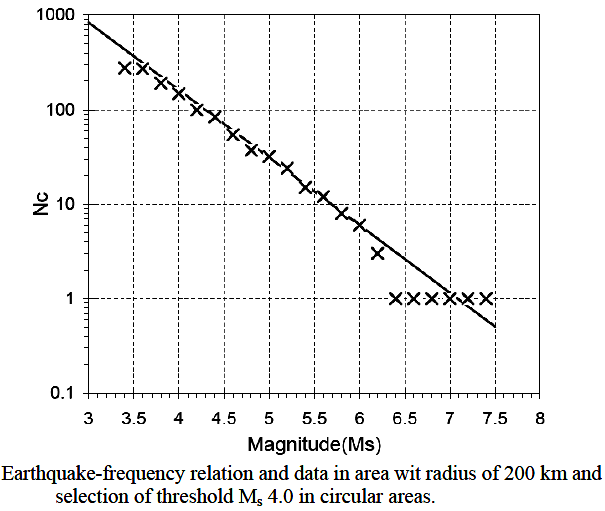 1000
100
10
1
0.1
Nc
3 3.5 4 4.5 5 5.5 6 6.5 7 7.5 8
Magnitude(Ms)
Earthquake-frequency relation and data in area wit radius of 200 km and
selection of threshold Ms 4.0 in circular areas.